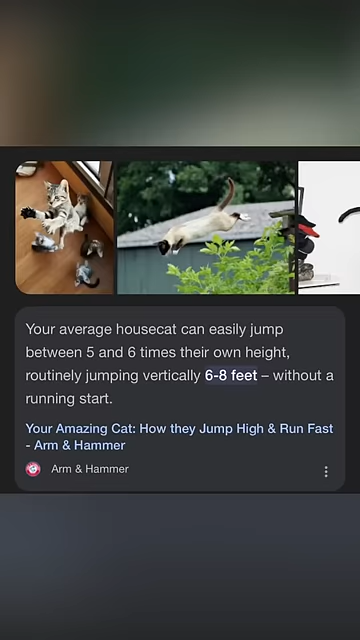 Your average housecat can easily jump
between 5 and 6 times their own height,
routinely jumping vertically 6-8 feet – without a
running start.
Your Amazing Cat: How they Jump High & Run Fast
- Arm & Hammer
Arm & Hammer